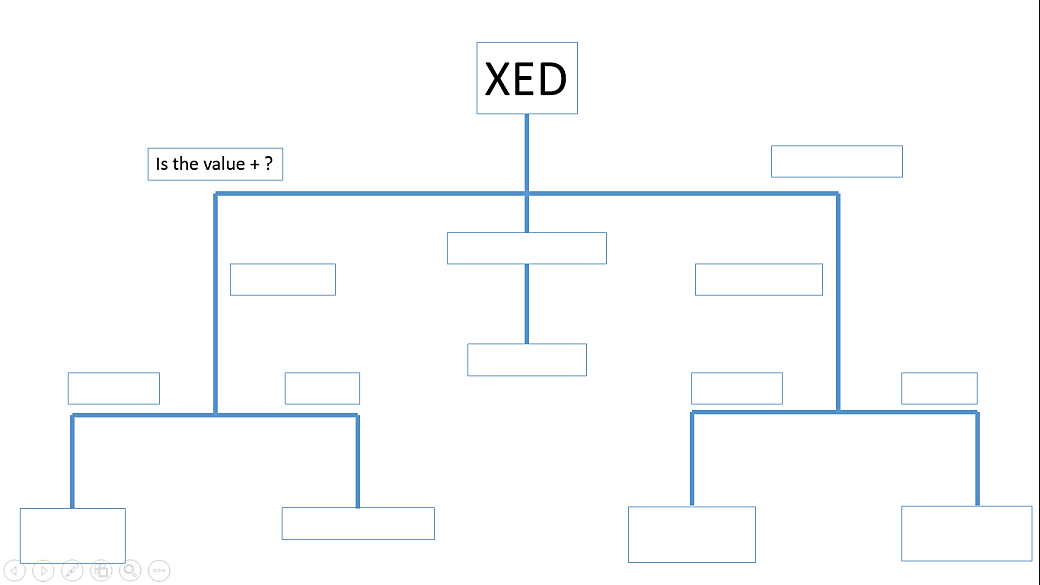 XED
Is the value + ?